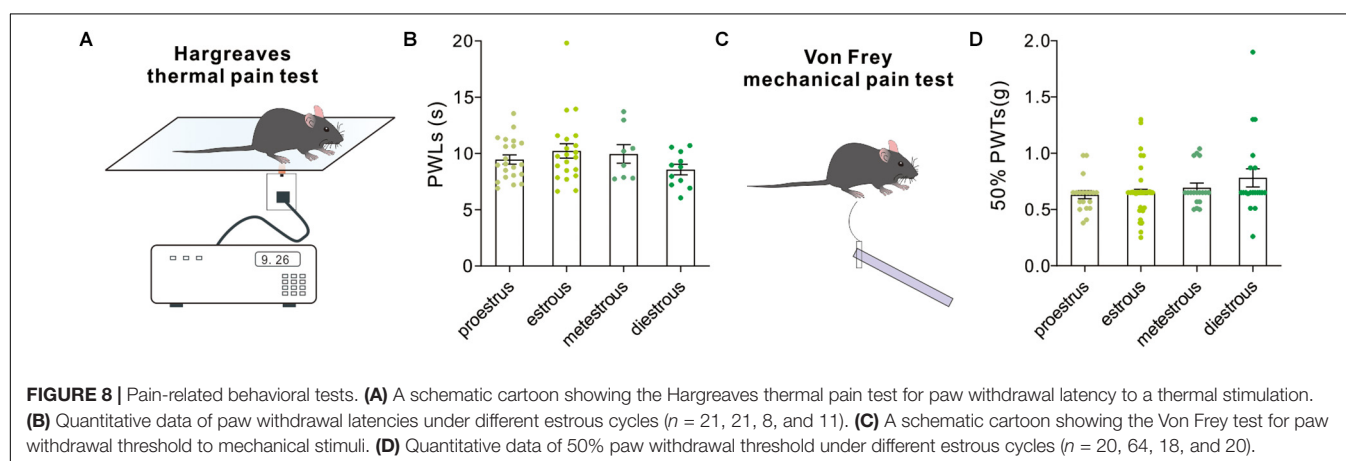 A
Hargreaves
thermal pain test
9. 26
B
PWLs (s)
20
15
10
5
0
proestrus
estrous
metestrous
diestrous
C
Von Frey
mechanical pain test
D
50% PWTs(g)
2.0
1.5
1.0
0.5
0.0
proestrus
estrous
metestrous
diestrous
FIGURE 8 | Pain-related behavioral tests. (A) A schematic cartoon showing the Hargreaves thermal pain test for paw withdrawal latency to a thermal stimulation.
(B) Quantitative data of paw withdrawal latencies under different estrous cycles (n = 21, 21, 8, and 11). (C) A schematic cartoon showing the Von Frey test for paw
withdrawal threshold to mechanical stimuli. (D) Quantitative data of 50% paw withdrawal threshold under different estrous cycles (n = 20, 64, 18, and 20).